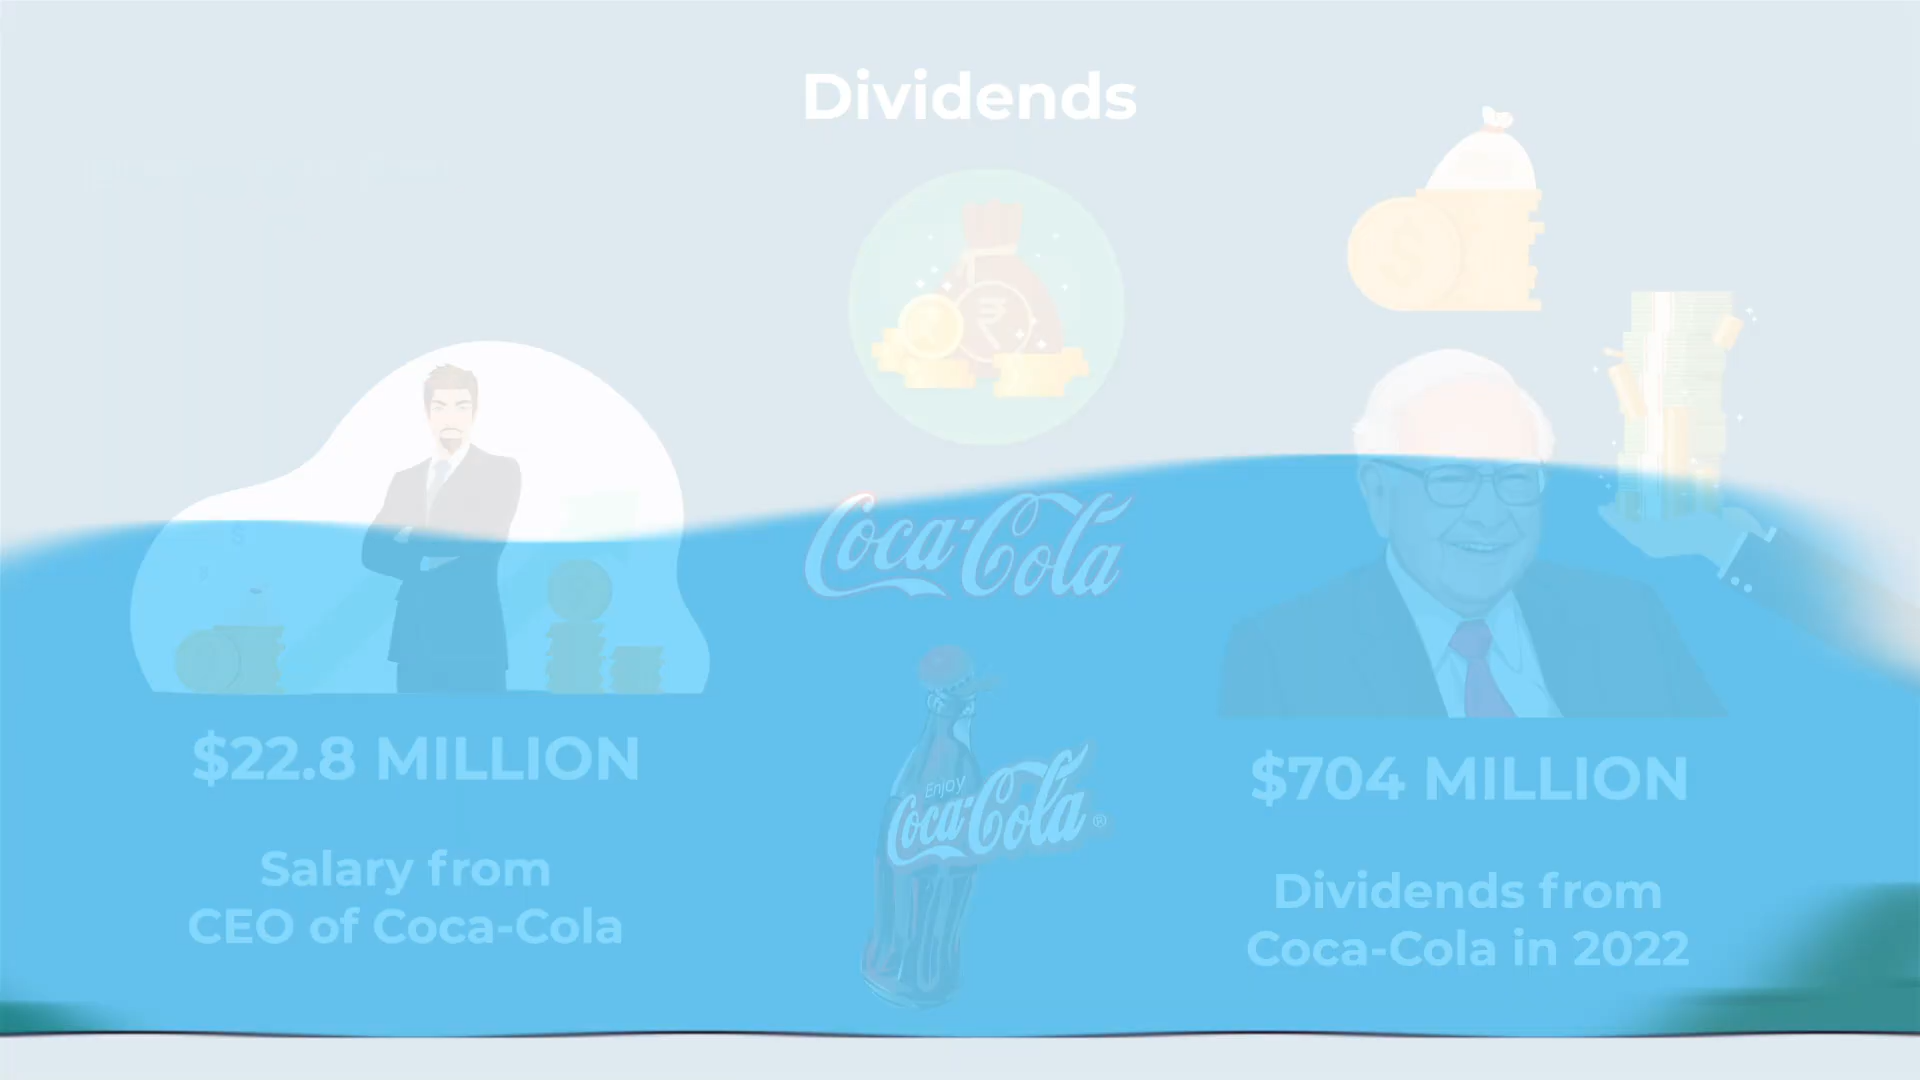 Dividends
Coca-Cola
$22.8 MILLION
Salary from
CEO of Coca-Cola
Enjoy
Coca-Cola ®
$704 MILLION
Dividends from
Coca-Cola in 2022